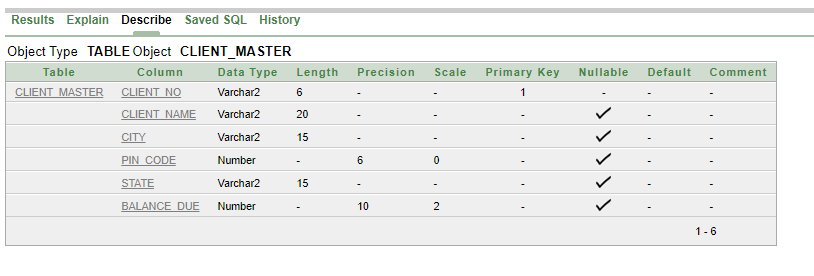 Results Explain Describe Saved SQL History
Object Type TABLE Object CLIENT_MASTER
Table Column Data Type Length Precision Scale Primary Key Nullable Default Comment
CLIENT_MASTER CLIENT_NO Varchar2 6 - - 1 - - -
CLIENT_NAME Varchar2 20 - - - ✓ - -
CITY Varchar2 15 - - - ✓ - -
PIN_CODE Number - 6 0 - ✓ - -
STATE Varchar2 15 - - - ✓ - -
BALANCE_DUE Number - 10 2 - ✓ - -
1 - 6